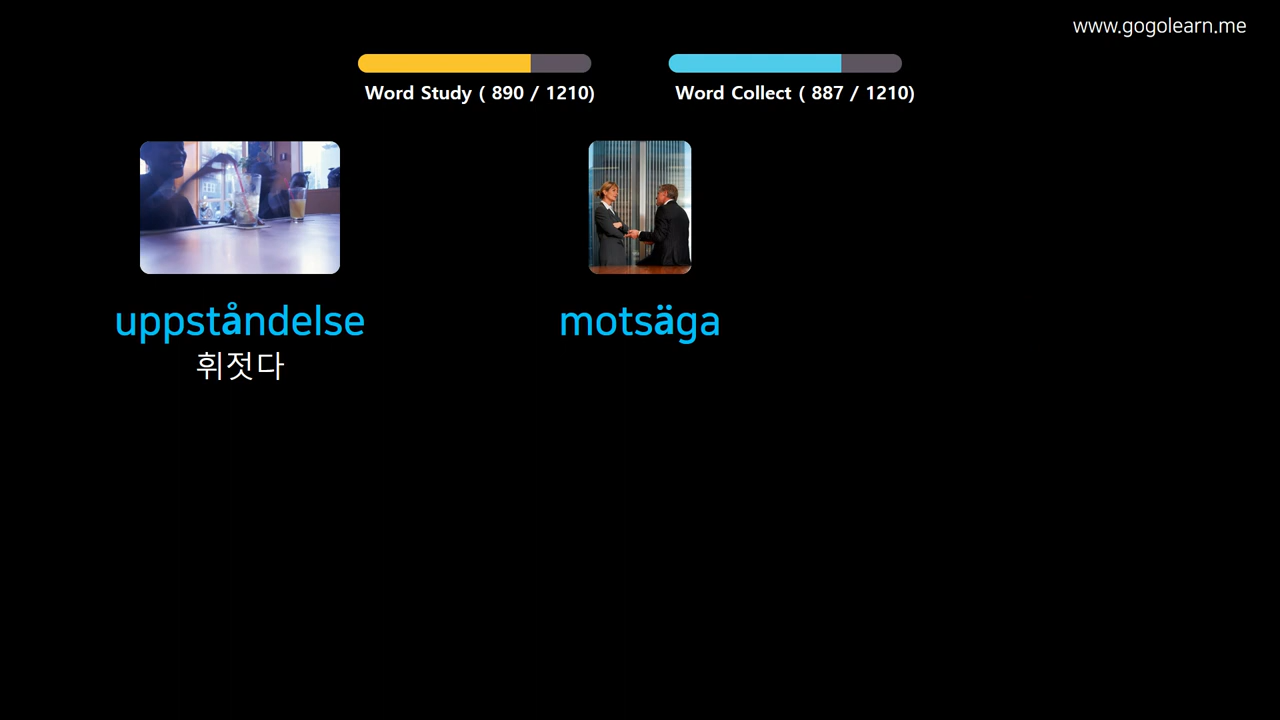 www.gogolearn.me
Word Study ( 890 / 1210)
Word Collect ( 887 / 1210)
uppståndelse
휘젓다
motsäga